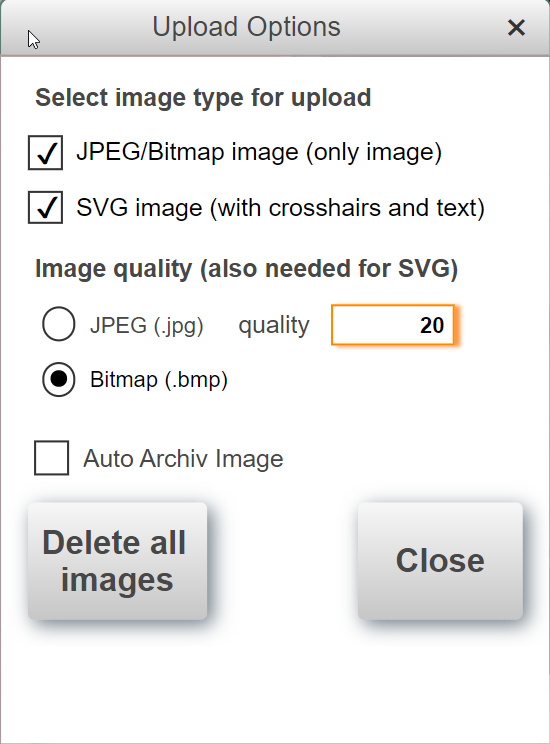 Upload Options
Select image type for upload
JPEG/Bitmap image (only image)
SVG image (with crosshairs and text)
Image quality (also needed for SVG)
JPEG (.jpg) quality 20
Bitmap (.bmp)
Auto Archiv Image
Delete all
images
Close